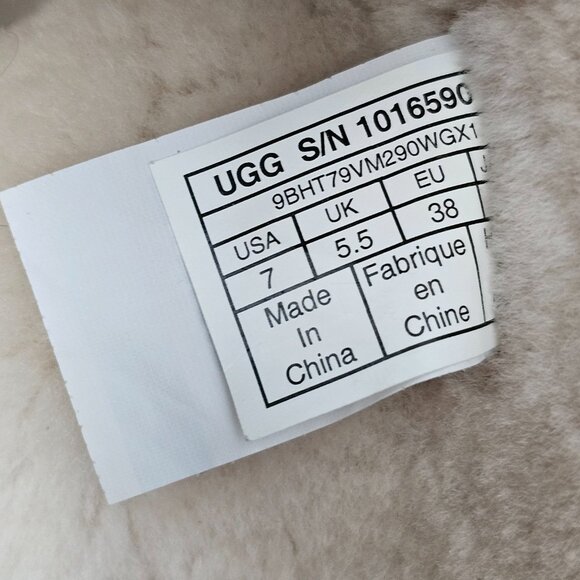 UGG S/N 1016590
9BHT79VM290WGX1
USA UK EU
7 5.5 38
Made Fabrique
In en
China Chine